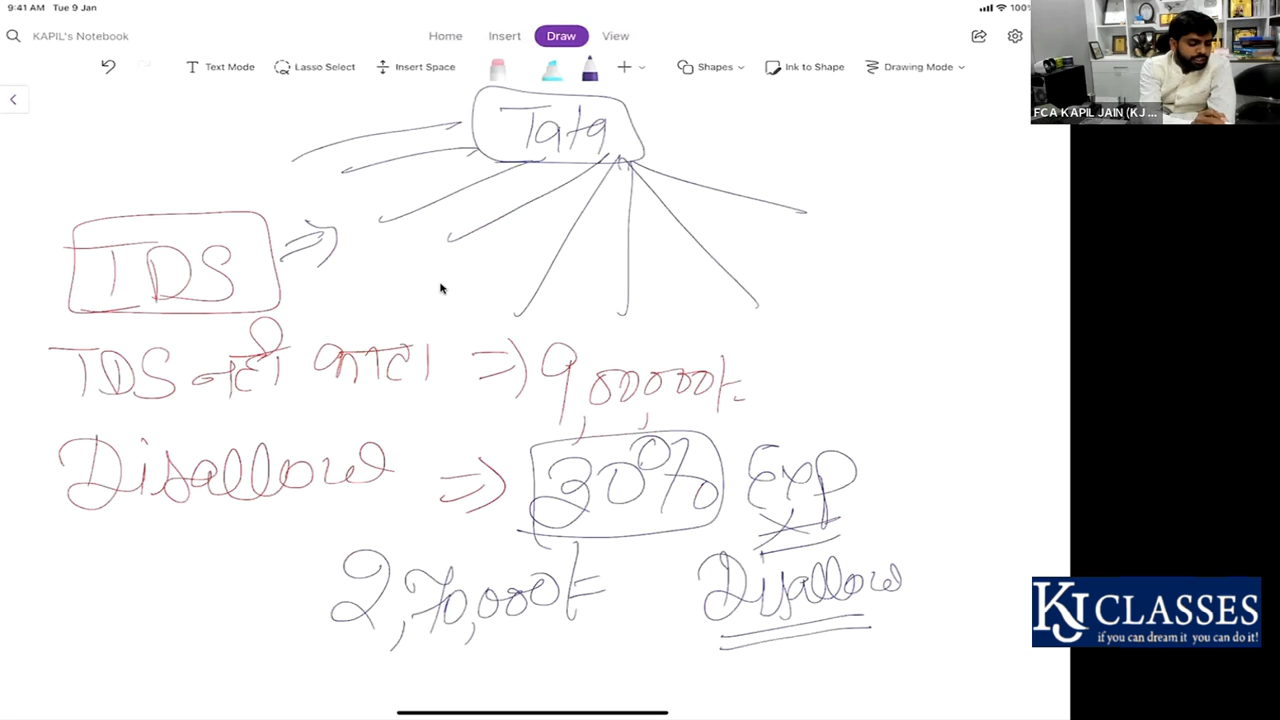 9:41 AM Tue 9 Jan
100%
KAPIL's Notebook
Home Insert Draw View
Text Mode Lasso Select Insert Space Shapes Ink to Shape Drawing Mode
FCA KAPIL JAIN (KJ ...
Tata
TDS ⇒
TDS नहीं काटा ⇒ 9,00,000/-
Disallow ⇒ 30% Exp
2,70,000/= Disallow
KJ CLASSES
if you can dream it you can do it!